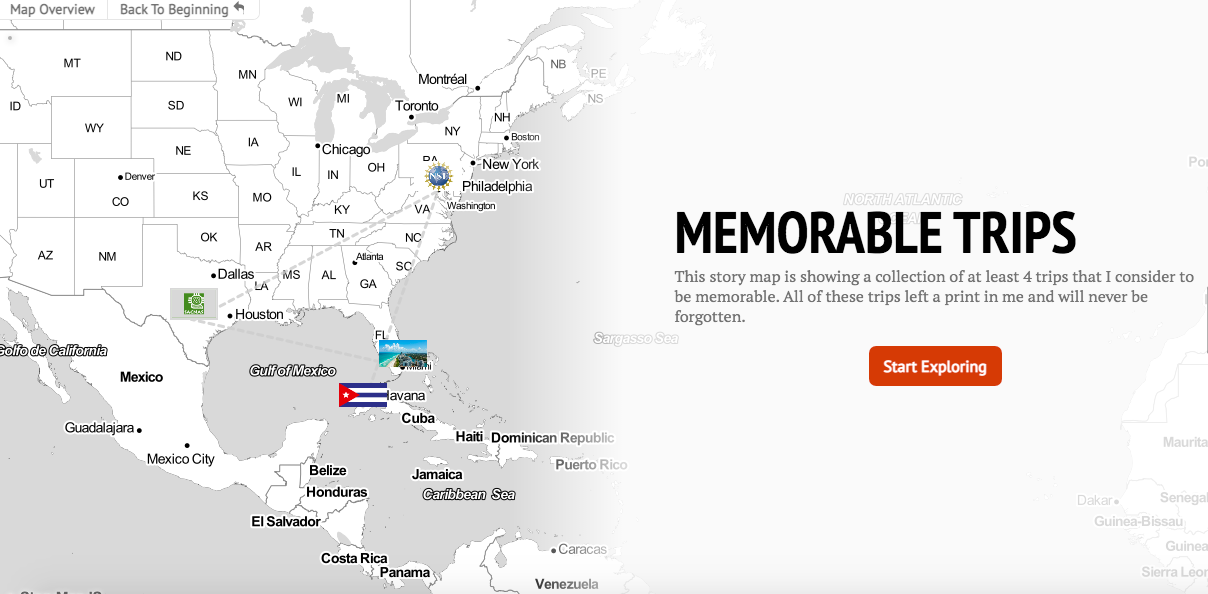 Map Overview
Back To Beginning
MT
ND
MN
ID
WY
SD
WI
MI
Montréal
Toronto
NB
PE
NS
NH
NY
Boston
NE
IA
Chicago
PA
New York
UT
Denver
CO
KS
MO
IL
IN
OH
NSF
Philadelphia
KY
VA
Washington
AZ
NM
OK
AR
TN
NC
Atlanta
SC
Dallas
LA
MS
AL
GA
SACNAS
Houston
FL
Miami
Golfo de California
Gulf of Mexico
Mexico
Havana
Cuba
Guadalajara
Mexico City
Haiti
Dominican Republic
Puerto Rico
Belize
Jamaica
Honduras
Caribbean Sea
El Salvador
Costa Rica
Panama
Caracas
Venezuela
NORTH ATLANTIC
MEMORABLE TRIPS
This story map is showing a collection of at least 4 trips that I consider to
be memorable. All of these trips left a print in me and will never be
forgotten.
Sargasso Sea
Start Exploring
Maurita
Dakar
Senegal
Guinea-Bissau
Guinea
Sierra Leon